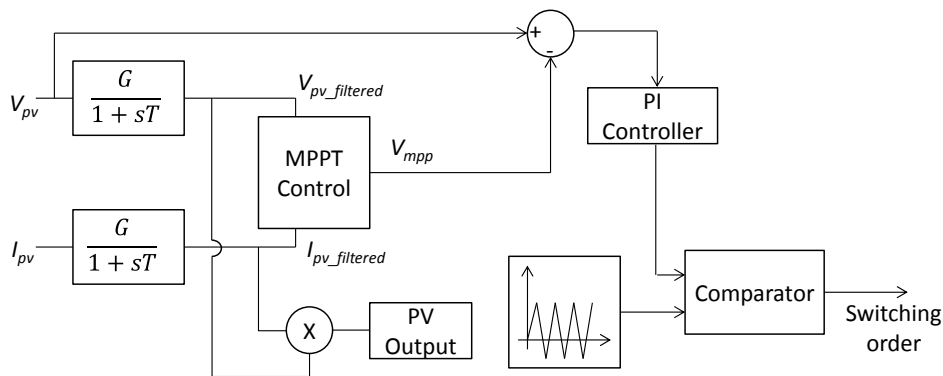 +
-
V_pv
G
1 + sT
V_pv_filtered
PI
Controller
MPPT
Control
V_mpp
I_pv
G
1 + sT
I_pv_filtered
Comparator
X
PV
Output
Switching
order